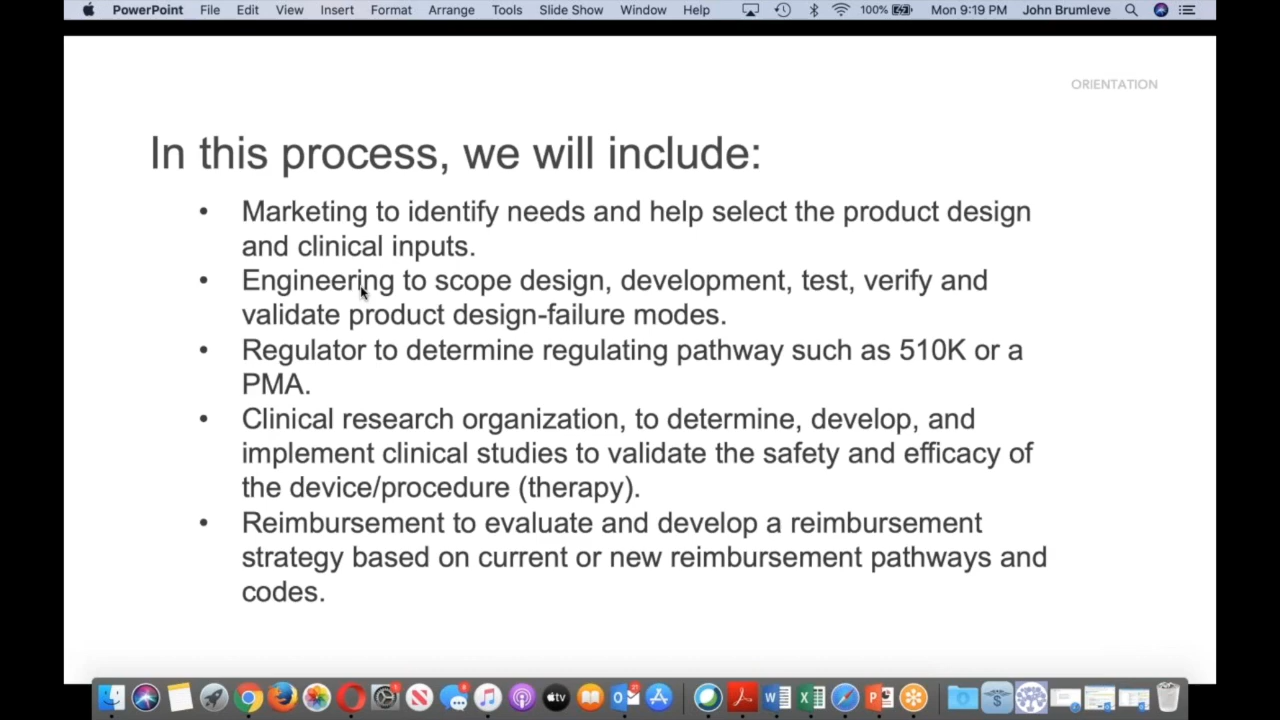 PowerPoint File Edit View Insert Format Arrange Tools Slide Show Window Help 100% Mon 9:19 PM John Brumleve
ORIENTATION
In this process, we will include:
• Marketing to identify needs and help select the product design
and clinical inputs.
• Engineering to scope design, development, test, verify and
validate product design-failure modes.
• Regulator to determine regulating pathway such as 510K or a
PMA.
• Clinical research organization, to determine, develop, and
implement clinical studies to validate the safety and efficacy of
the device/procedure (therapy).
• Reimbursement to evaluate and develop a reimbursement
strategy based on current or new reimbursement pathways and
codes.
tv